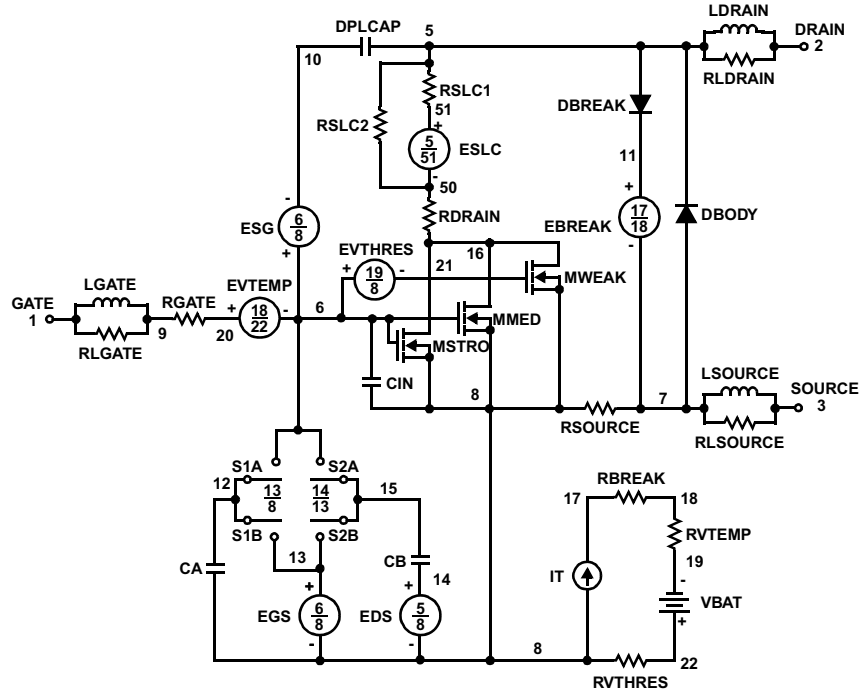 LDRAIN
DPLCAP 5 DRAIN
10 2
RLDRAIN
RSLC1
DBREAK
51
RSLC2
+
5
51
ESLC
11
-
50
-
+
17
18
6
8
ESG
RDRAIN
EBREAK
DBODY
+
EVTHRES
16
-
+
19
8
-
21
MWEAK
LGATE
EVTEMP
GATE
1
RGATE
+
18
22
-
6
MMED
9
20
MSTRO
RLGATE
LSOURCE
CIN
8
7
SOURCE
3
RSOURCE
RLSOURCE
S1A
S2A
12
13
8
14
13
15
RBREAK
17
18
S1B
S2B
RVTEMP
13
CB
19
CA
14
IT
-
+
+
VBAT
EGS
6
8
EDS
5
8
+
-
-
8
22
RVTHRES